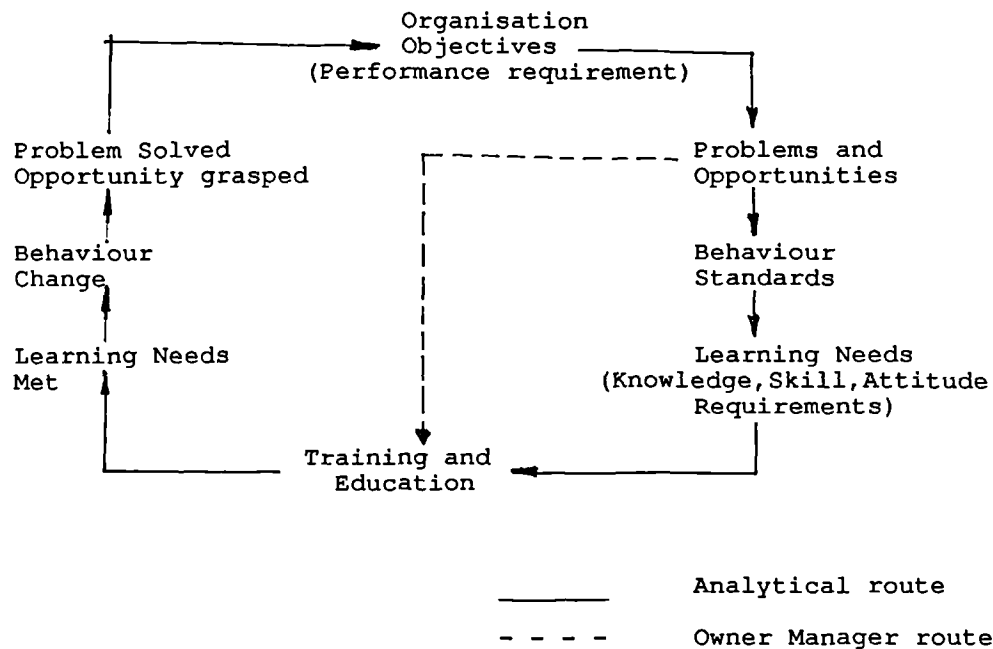 Organisation
Objectives
(Performance requirement)
Problem Solved
Opportunity grasped
Problems and
Opportunities
Behaviour
Change
Behaviour
Standards
Learning Needs
Met
Learning Needs
(Knowledge,Skill,Attitude
Requirements)
Training and
Education
Analytical route
Owner Manager route